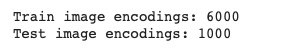 Train image encodings: 6000
Test image encodings: 1000